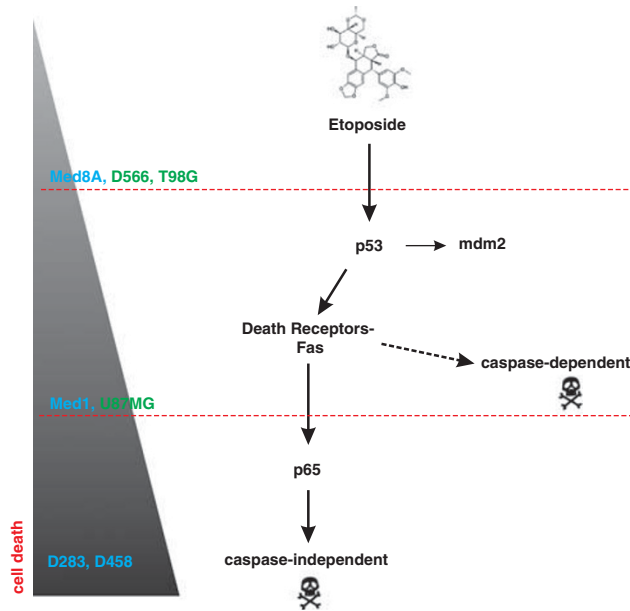 Etoposide
Med8A, D566, T98G
p53
mdm2
Death Receptors-
Fas
caspase-dependent
Med1, U87MG
p65
cell death
D283, D458
caspase-independent